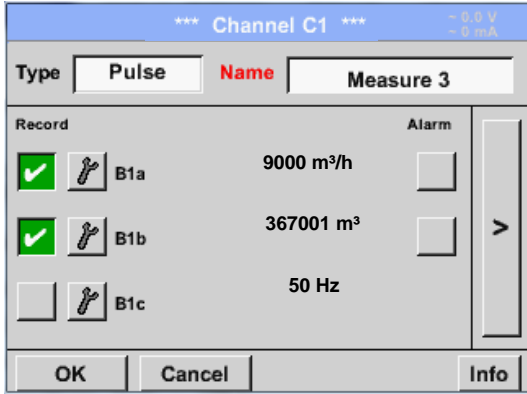 *** Channel C1 ***
~ 0.0 V
~ 0 mA
Type Pulse Name Measure 3
Record Alarm
B1a 9000 m³/h
B1b 367001 m³
>
B1c 50 Hz
OK Cancel Info